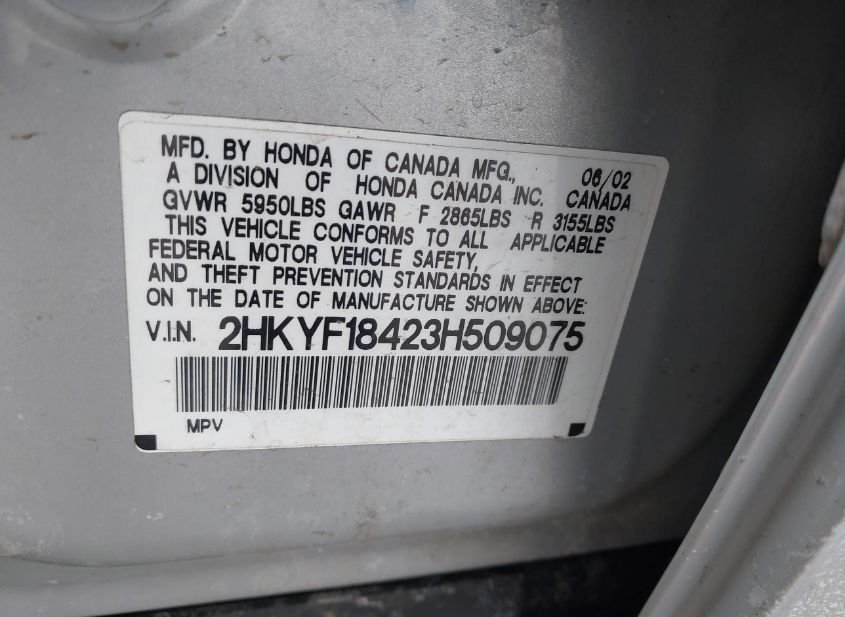 MFD. BY HONDA OF CANADA MFG., 06/02
A DIVISION OF HONDA CANADA INC. CANADA
GVWR 5950LBS GAWR F 2865LBS R 3155LBS
THIS VEHICLE CONFORMS TO ALL APPLICABLE
FEDERAL MOTOR VEHICLE SAFETY,
AND THEFT PREVENTION STANDARDS IN EFFECT
ON THE DATE OF MANUFACTURE SHOWN ABOVE:
V.I.N. 2HKYF18423H509075
MPV